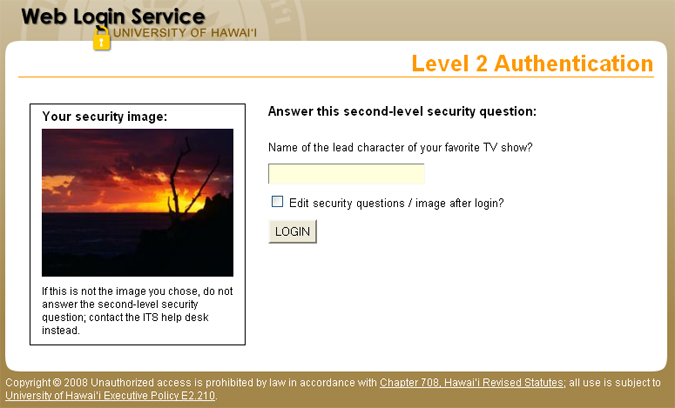 Web Login Service
UNIVERSITY OF HAWAI'I
Level 2 Authentication
Your security image:
If this is not the image you chose, do not
answer the second-level security
question; contact the ITS help desk
instead.
Answer this second-level security question:
Name of the lead character of your favorite TV show?
Edit security questions / image after login?
LOGIN
Copyright © 2008 Unauthorized access is prohibited by law in accordance with Chapter 708, Hawai'i Revised Statutes; all use is subject to
University of Hawai'i Executive Policy E2.210.